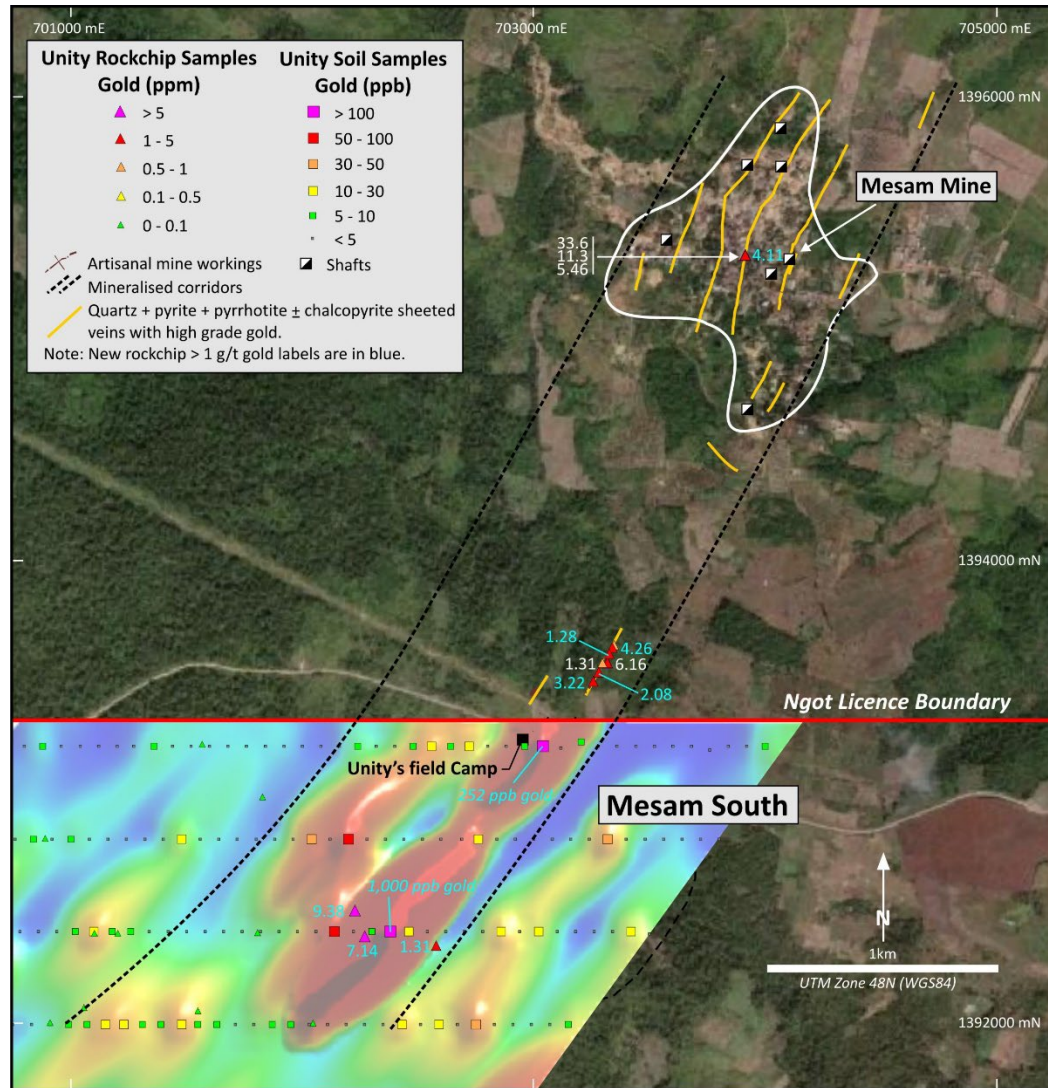 701000 mE
703000 mE
705000 mE
Unity Rockchip Samples
Gold (ppm)
> 5
1 - 5
0.5 - 1
0.1 - 0.5
0 - 0.1
Unity Soil Samples
Gold (ppb)
> 100
50 - 100
30 - 50
10 - 30
5 - 10
< 5
Artisanal mine workings
Shafts
Mineralised corridors
Quartz + pyrite + pyrrhotite ± chalcopyrite sheeted
veins with high grade gold.
Note: New rockchip > 1 g/t gold labels are in blue.
1396000 mN
Mesam Mine
33.6
11.3
5.46
4.11
1394000 mN
1.28
4.26
1.31
6.16
3.22
2.08
Ngot Licence Boundary
Unity's field Camp
252 ppb gold
Mesam South
1,000 ppb gold
9.38
7.14
1.31
N
1km
UTM Zone 48N (WGS84)
1392000 mN